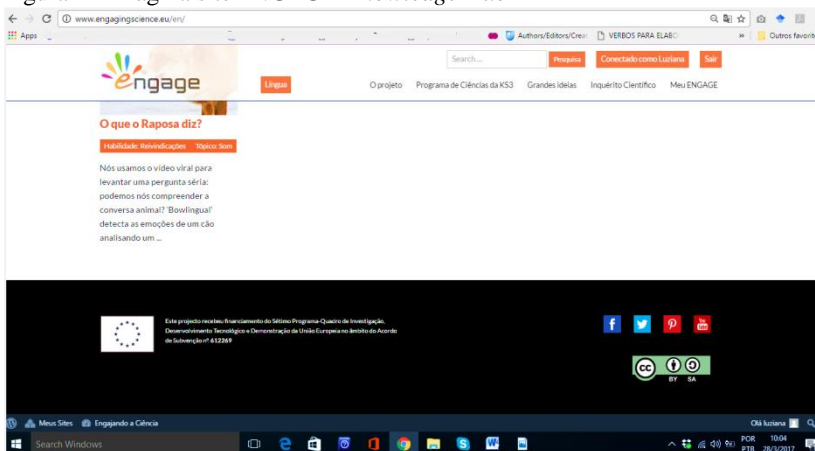 www.engagingscience.eu/en/
Apps
Authors/Editors/Crea
VERBOS PARA ELABO
»
Outros favorito
engage
Língua
Search ...
Pesquisa
Conectado como Luziana
Sair
O projeto
Programa de Ciências da KS3
Grandes ideias
Inquérito Científico
Meu ENGAGE
O que o Raposa diz?
Habilidade: Reivindicações
Tópico: Som
Nós usamos o vídeo viral para
levantar uma pergunta séria:
podemos nós compreender a
conversa animal? 'Bowlingual'
detecta as emoções de um cão
analisando um ...
Este projecto recebeu financiamento do Sétimo Programa-Quadro de Investigação,
Desenvolvimento Tecnológico e Demonstração da União Europeia no âmbito do Acordo
de Subvenção nº 612269
You Tube
CC
BY SA
Meus Sites
Engajando a Ciência
Olá luziana
Search Windows
POR 10:04
PTB 28/3/2017